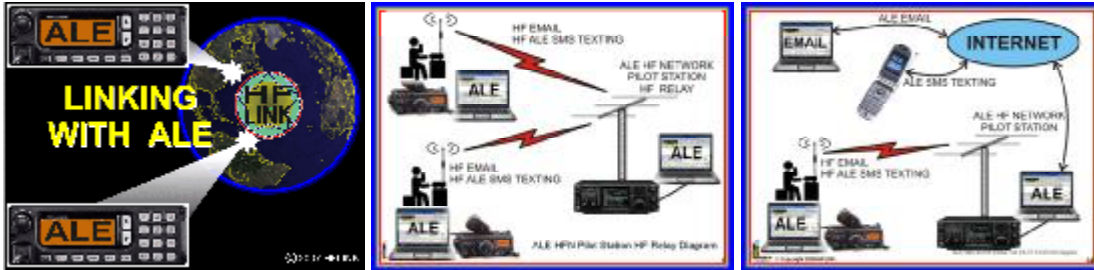 ALE
LINKING
WITH ALE
HF
LINK
ALE
HF EMAIL
HF ALE SMS TEXTING
ALE HF NETWORK
PILOT STATION
HF RELAY
ALE
HF EMAIL
HF ALE SMS TEXTING
ALE
ALE
ALE HFN Pilot Station HF Relay Diagram
ALE EMAIL
EMAIL
INTERNET
ALE SMS TEXTING
ALE HF NETWORK
PILOT STATION
HF EMAIL
HF ALE SMS TEXTING
ALE
ALE